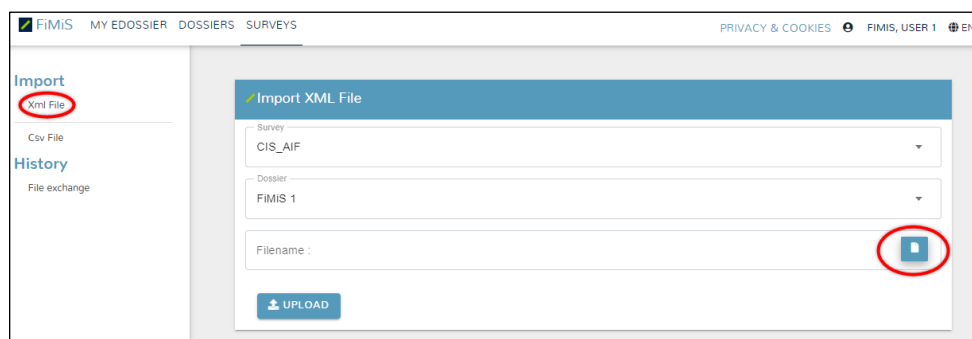 FiMiS MY EDOSSIER DOSSIERS SURVEYS PRIVACY & COOKIES FIMIS, USER 1 EN
Import
Xml File
Csv File
History
File exchange
Import XML File
Survey
CIS_AIF
Dossier
FiMiS 1
Filename :
UPLOAD